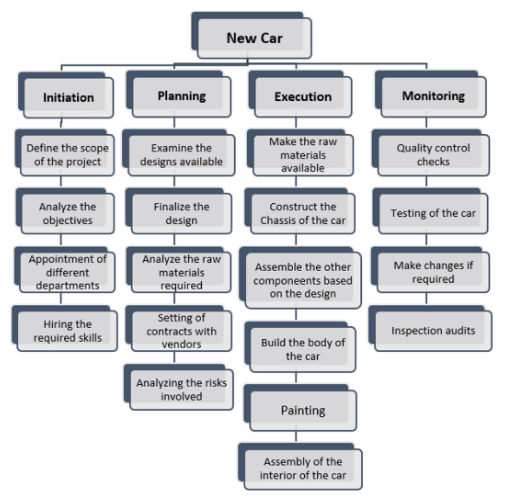 New Car
Initiation
Define the scope
of the project
Analyze the
objectives
Appointment of
different
departments
Hiring the
required skills
Planning
Examine the
designs available
Finalize the
design
Analyze the raw
materials
required
Setting of
contracts with
vendors
Analyzing the risks
involved
Execution
Make the raw
materials
available
Construct the
Chassis of the car
Assemble the other
componeents based
on the design
Build the body of
the car
Painting
Assembly of the
interior of the car
Monitoring
Quality control
checks
Testing of the car
Make changes if
required
Inspection audits